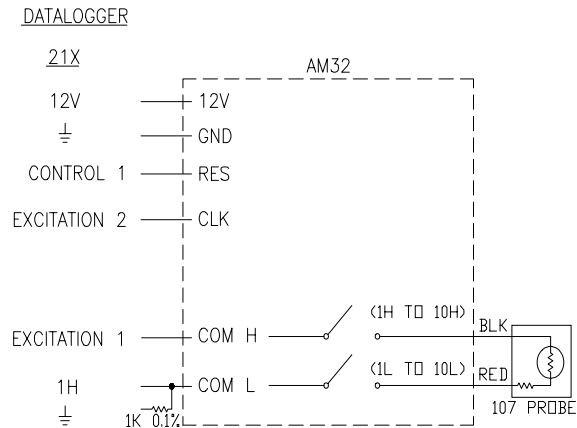 DATALOGGER
21X
AM32
12V 12V
GND
CONTROL 1 RES
EXCITATION 2 CLK
(1H TO 10H)
BLK
EXCITATION 1 COM H
(1L TO 10L)
RED
1H COM L
107 PROBE
1K 0.1%